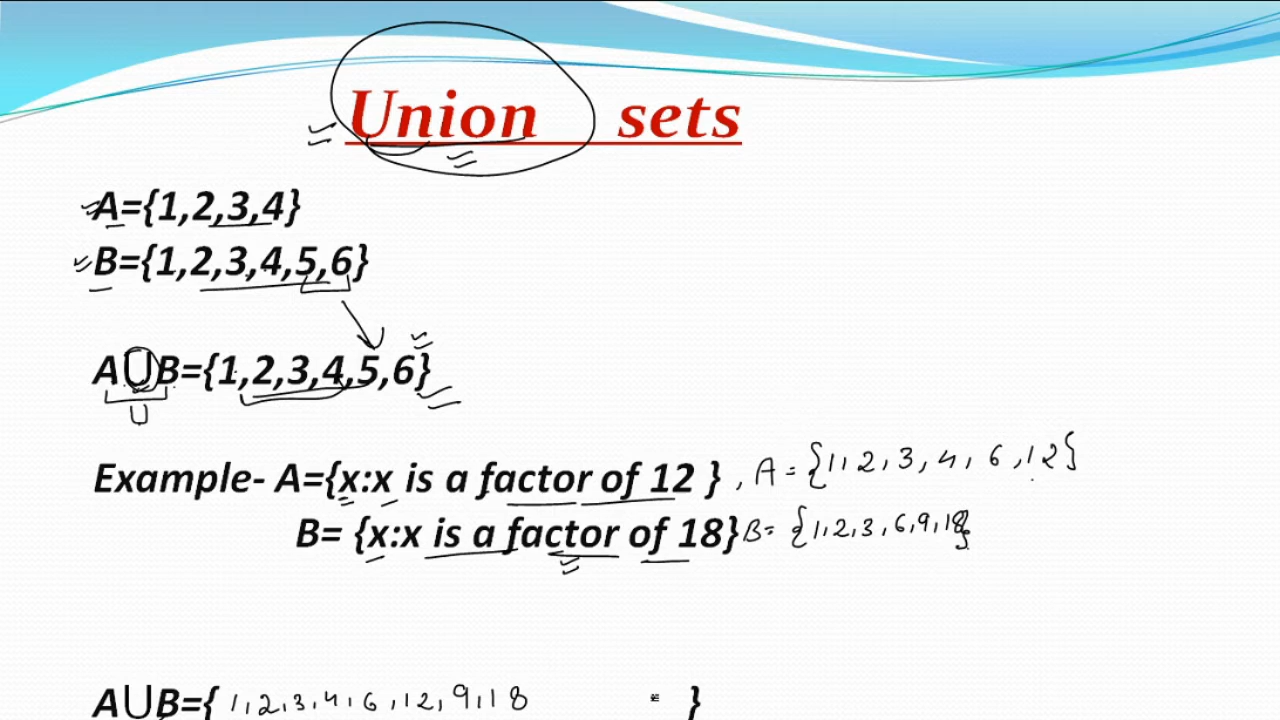 Union sets
A={1,2,3,4}
B={1,2,3,4,5,6}
A∪B={1,2,3,4,5,6}
∪
Example- A={x:x is a factor of 12 } , A = {1,2,3,4,6,12}
B= {x:x is a factor of 18} B= {1,2,3,6,9,18}
A∪B={ 1,2,3,4,6,12,9,18 }